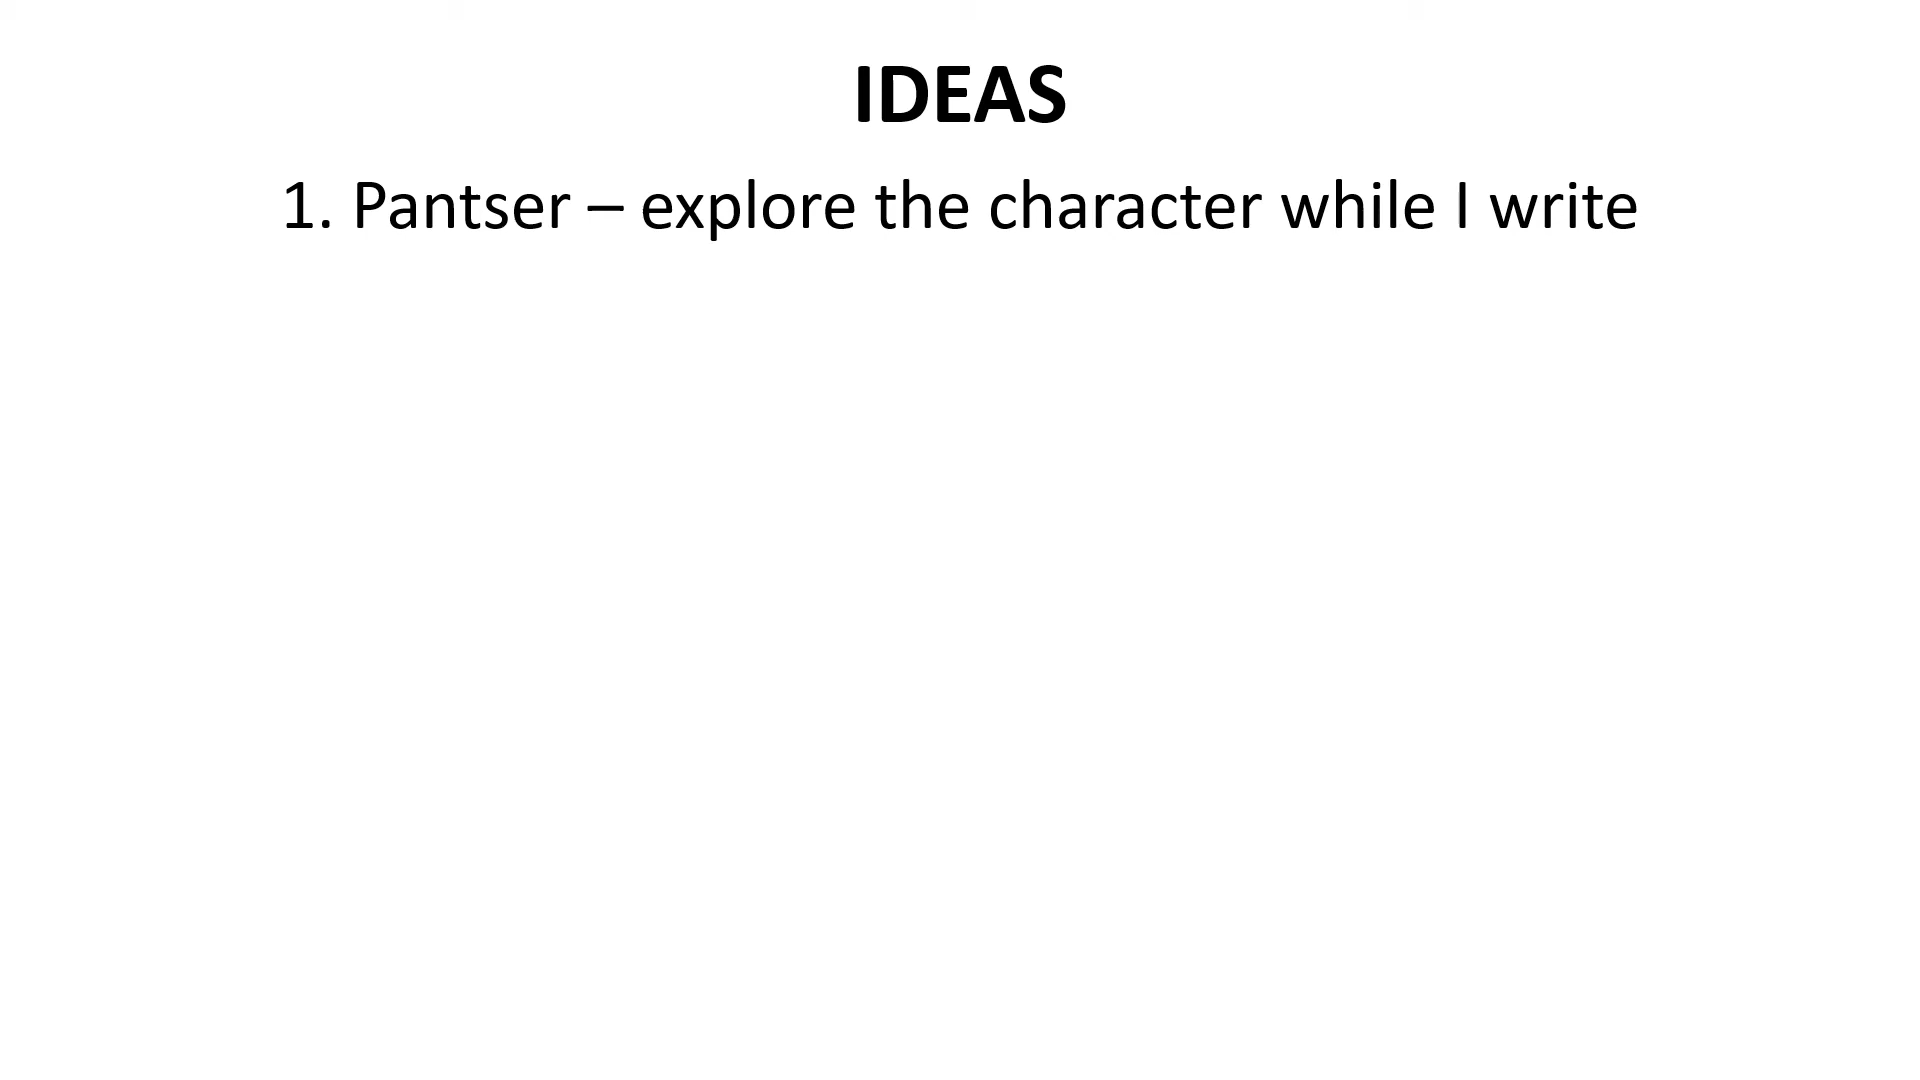 IDEAS
1. Pantser – explore the character while I write